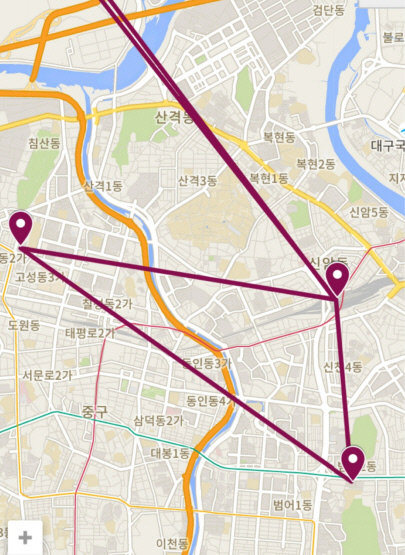 검단동
불로
산격동
복현동
대구국
침산동
복현2동
산격3동
복현1동
산격1동
신암5동
신암동
고성동3가
칠성동2가
도원동
태평로2가
동인동3가
신천4동
서문로2가
동인동4가
중구
삼덕동2가
대봉1동
범어1동
이천동
+